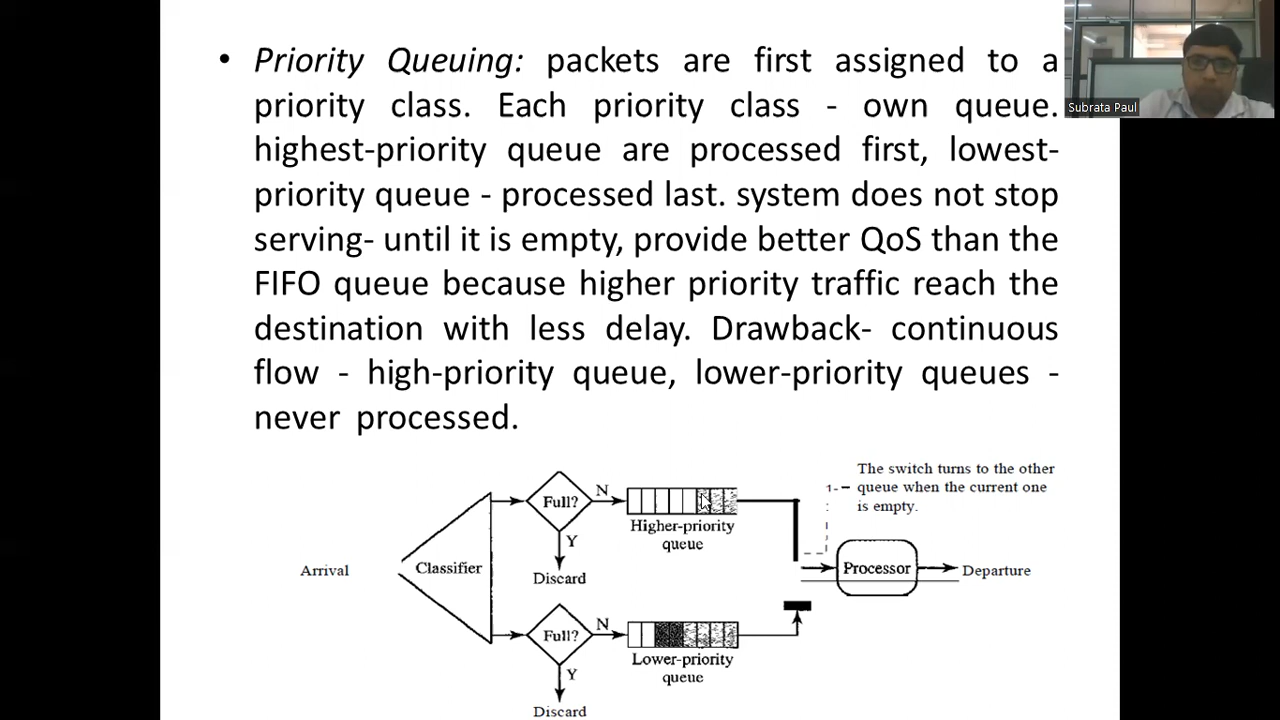 • Priority Queuing: packets are first assigned to a
priority class. Each priority class - own queue.
highest-priority queue are processed first, lowest-
priority queue - processed last. system does not stop
serving- until it is empty, provide better QoS than the
FIFO queue because higher priority traffic reach the
destination with less delay. Drawback- continuous
flow - high-priority queue, lower-priority queues -
never processed.
Subrata Paul
The switch turns to the other
queue when the current one
is empty.
Full?
N
Y
Discard
Higher-priority
queue
Arrival
Classifier
Processor
Departure
Full?
N
Y
Discard
Lower-priority
queue